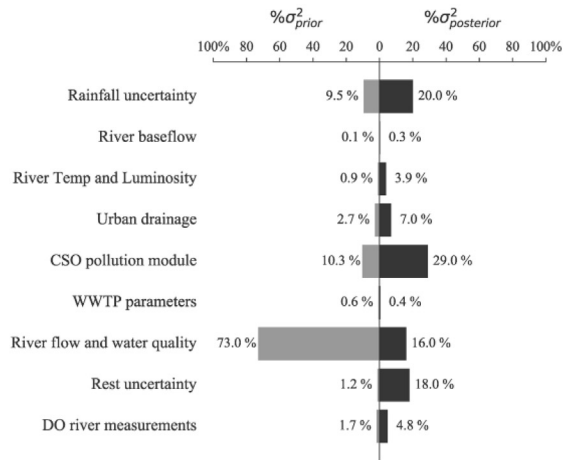 %σ²prior %σ²posterior
100% 80 60 40 20 0 20 40 60 80 100%
Rainfall uncertainty 9.5 % 20.0 %
River baseflow 0.1 % 0.3 %
River Temp and Luminosity 0.9 % 3.9 %
Urban drainage 2.7 % 7.0 %
CSO pollution module 10.3 % 29.0 %
WWTP parameters 0.6 % 0.4 %
River flow and water quality 73.0 % 16.0 %
Rest uncertainty 1.2 % 18.0 %
DO river measurements 1.7 % 4.8 %